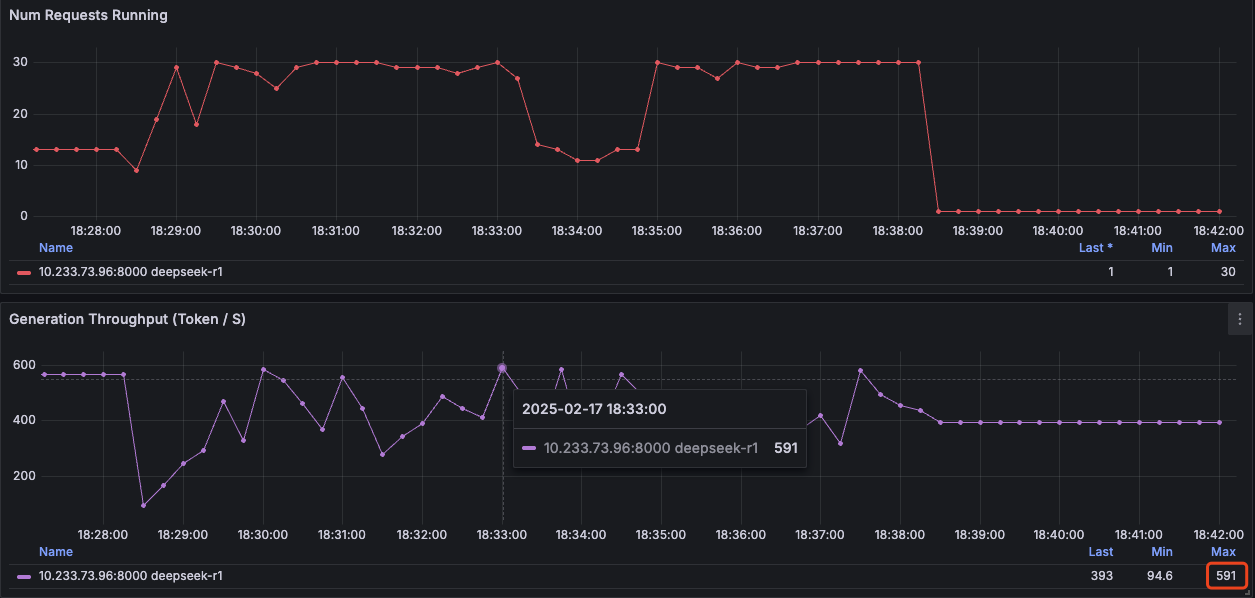 Num Requests Running
30
20
10
0
18:28:00 18:29:00 18:30:00 18:31:00 18:32:00 18:33:00 18:34:00 18:35:00 18:36:00 18:37:00 18:38:00 18:39:00 18:40:00 18:41:00 18:42:00
Name Last * Min Max
10.233.73.96:8000 deepseek-r1 1 1 30
Generation Throughput (Token / S)
600
400
200
2025-02-17 18:33:00
10.233.73.96:8000 deepseek-r1 591
18:28:00 18:29:00 18:30:00 18:31:00 18:32:00 18:33:00 18:34:00 18:35:00 18:36:00 18:37:00 18:38:00 18:39:00 18:40:00 18:41:00 18:42:00
Name Last Min Max
10.233.73.96:8000 deepseek-r1 393 94.6 591